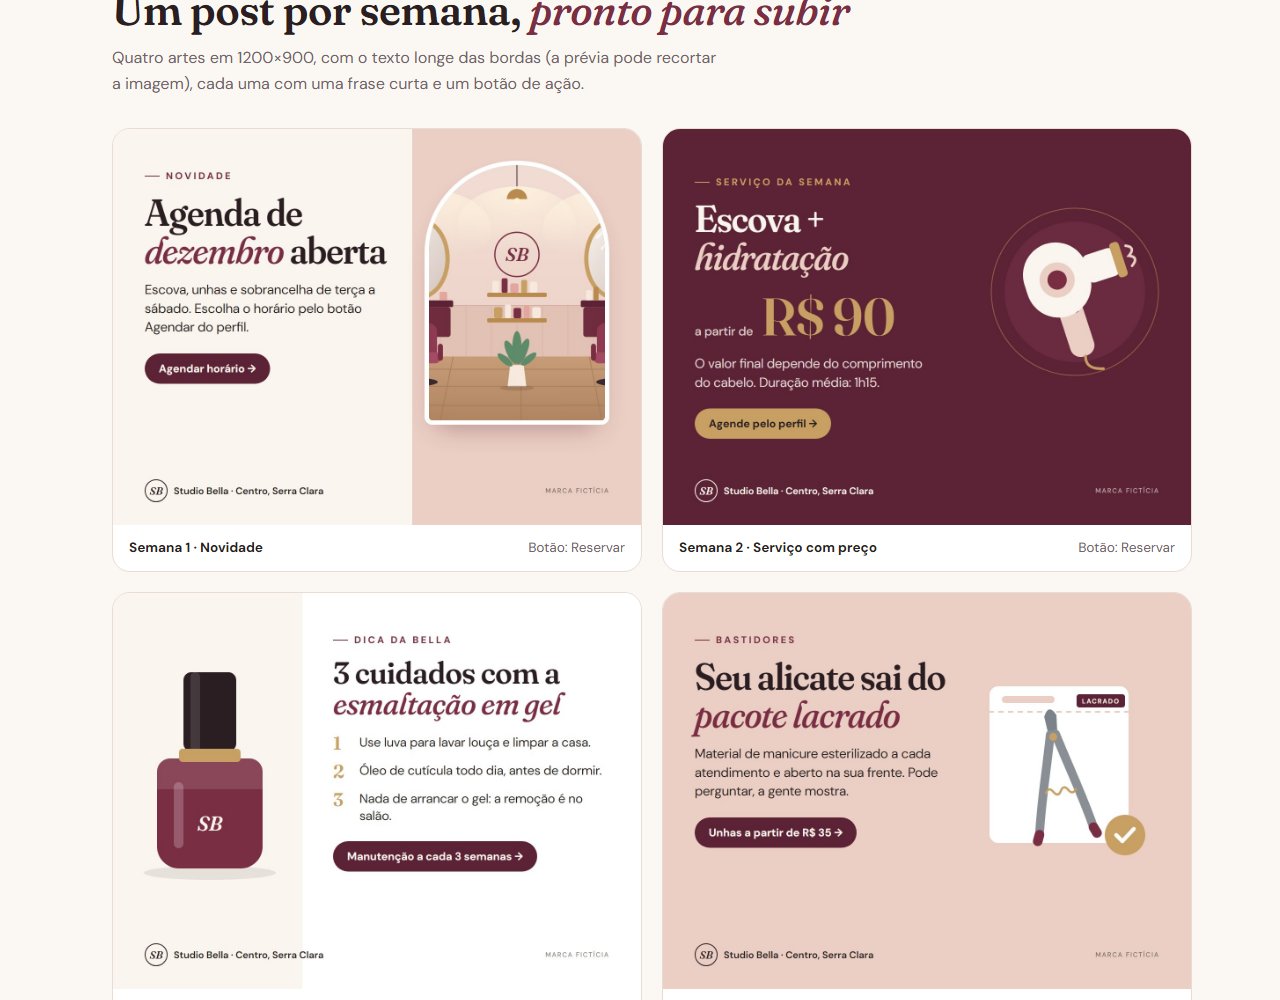 Um post por semana, pronto para subir
Quatro artes em 1200×900, com o texto longe das bordas (a prévia pode recortar
a imagem), cada uma com uma frase curta e um botão de ação.
— NOVIDADE
Agenda de
dezembro aberta
Escova, unhas e sobrancelha de terça a
sábado. Escolha o horário pelo botão
Agendar do perfil.
Agendar horário →
SB
SB Studio Bella · Centro, Serra Clara
MARCA FICTÍCIA
Semana 1 · Novidade
Botão: Reservar
— SERVIÇO DA SEMANA
Escova +
hidratação
a partir de R$ 90
O valor final depende do comprimento
do cabelo. Duração média: 1h15.
Agende pelo perfil →
SB Studio Bella · Centro, Serra Clara
MARCA FICTÍCIA
Semana 2 · Serviço com preço
Botão: Reservar
SB
— DICA DA BELLA
3 cuidados com a
esmaltação em gel
1 Use luva para lavar louça e limpar a casa.
2 Óleo de cutícula todo dia, antes de dormir.
3 Nada de arrancar o gel: a remoção é no
salão.
Manutenção a cada 3 semanas →
SB Studio Bella · Centro, Serra Clara
MARCA FICTÍCIA
— BASTIDORES
Seu alicate sai do
pacote lacrado
Material de manicure esterilizado a cada
atendimento e aberto na sua frente. Pode
perguntar, a gente mostra.
Unhas a partir de R$ 35 →
LACRADO
SB Studio Bella · Centro, Serra Clara
MARCA FICTÍCIA